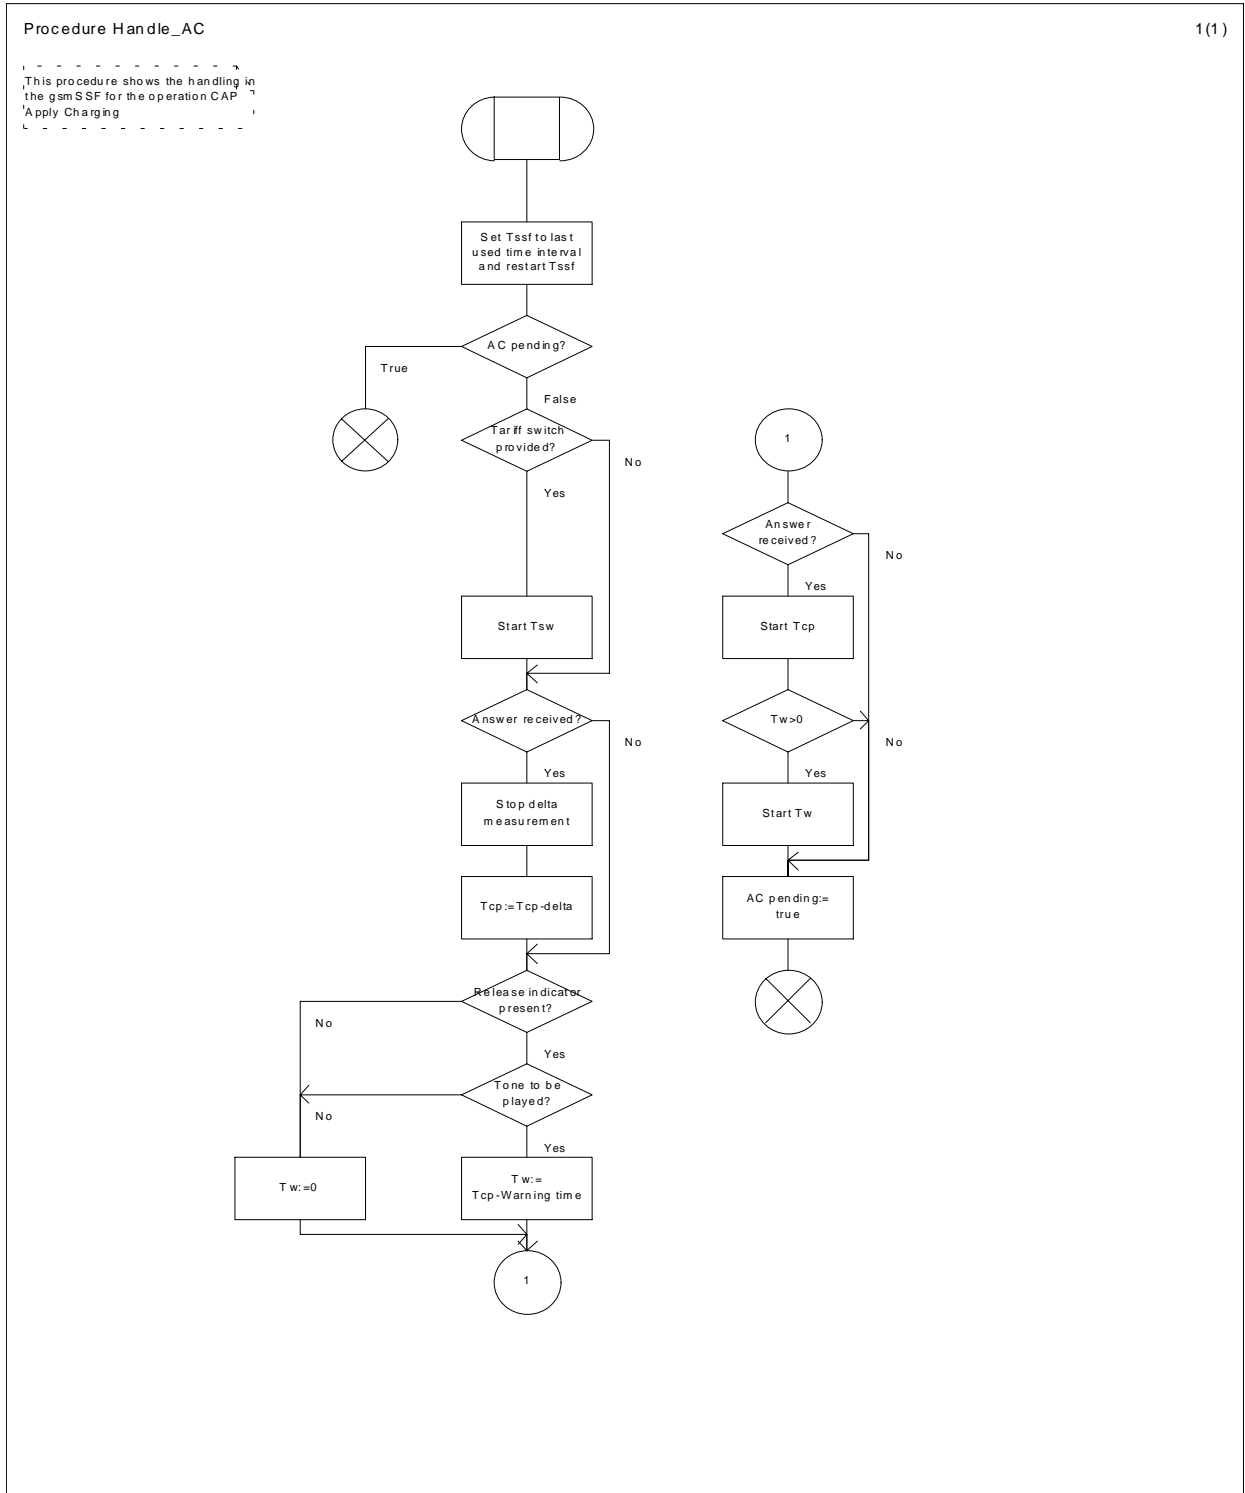 Procedure Handle_AC
1(1)
This procedure shows the handling in
the gsmSSF for the operation CAP
Apply Charging
Set Tssf to last
used time interval
and restart Tssf
AC pending?
True
False
Tariff switch
provided?
No
Yes
Start Tsw
Answer received?
No
Yes
Stop delta
measurement
Tcp:=Tcp-delta
Release indicator
present?
No
Yes
Tone to be
played?
No
Yes
Tw:=0
Tw:=
Tcp-Warning time
1
1
Answer
received?
No
Yes
Start Tcp
Tw>0
No
Yes
Start Tw
AC pending:=
true